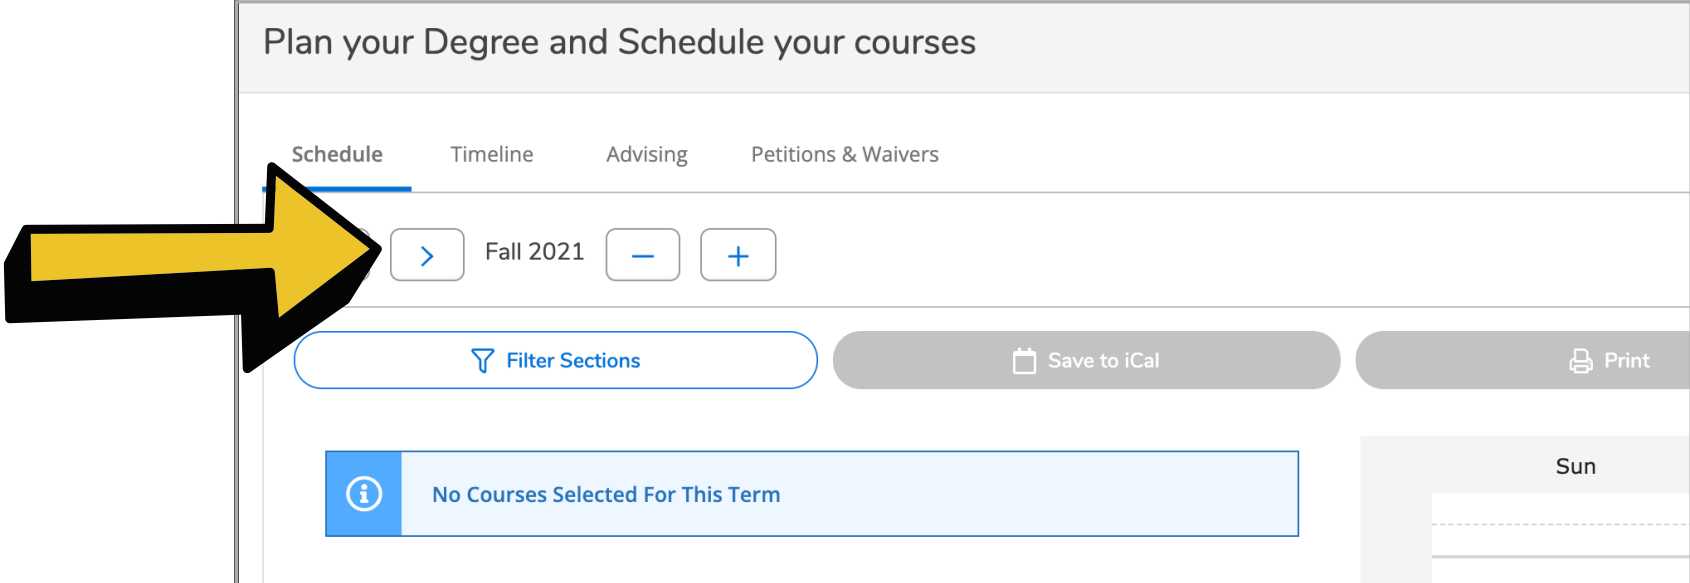 Plan your Degree and Schedule your courses
Schedule Timeline Advising Petitions & Waivers
Fall 2021
Filter Sections Save to iCal Print
Sun
No Courses Selected For This Term